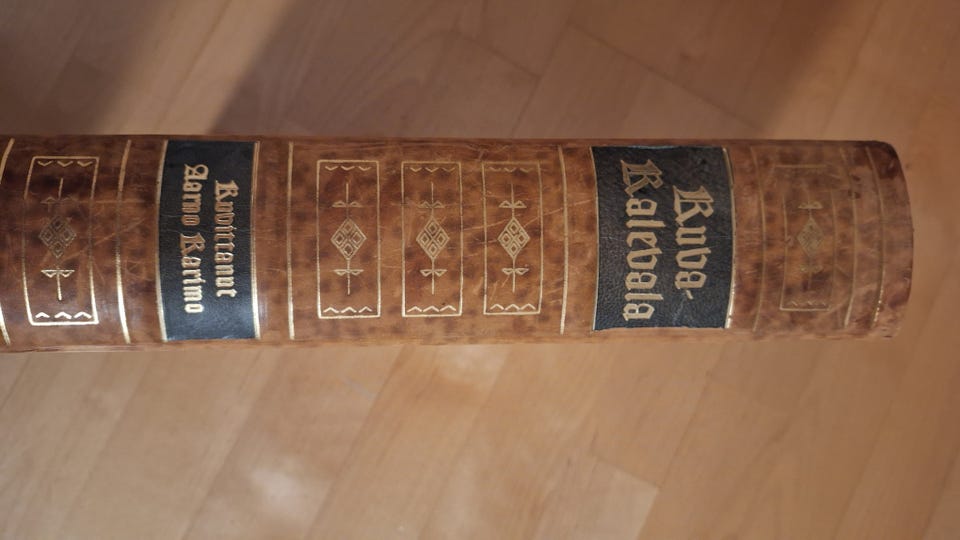 Kuva-
Kalevala
Kuvittanut
Aarno Karimo